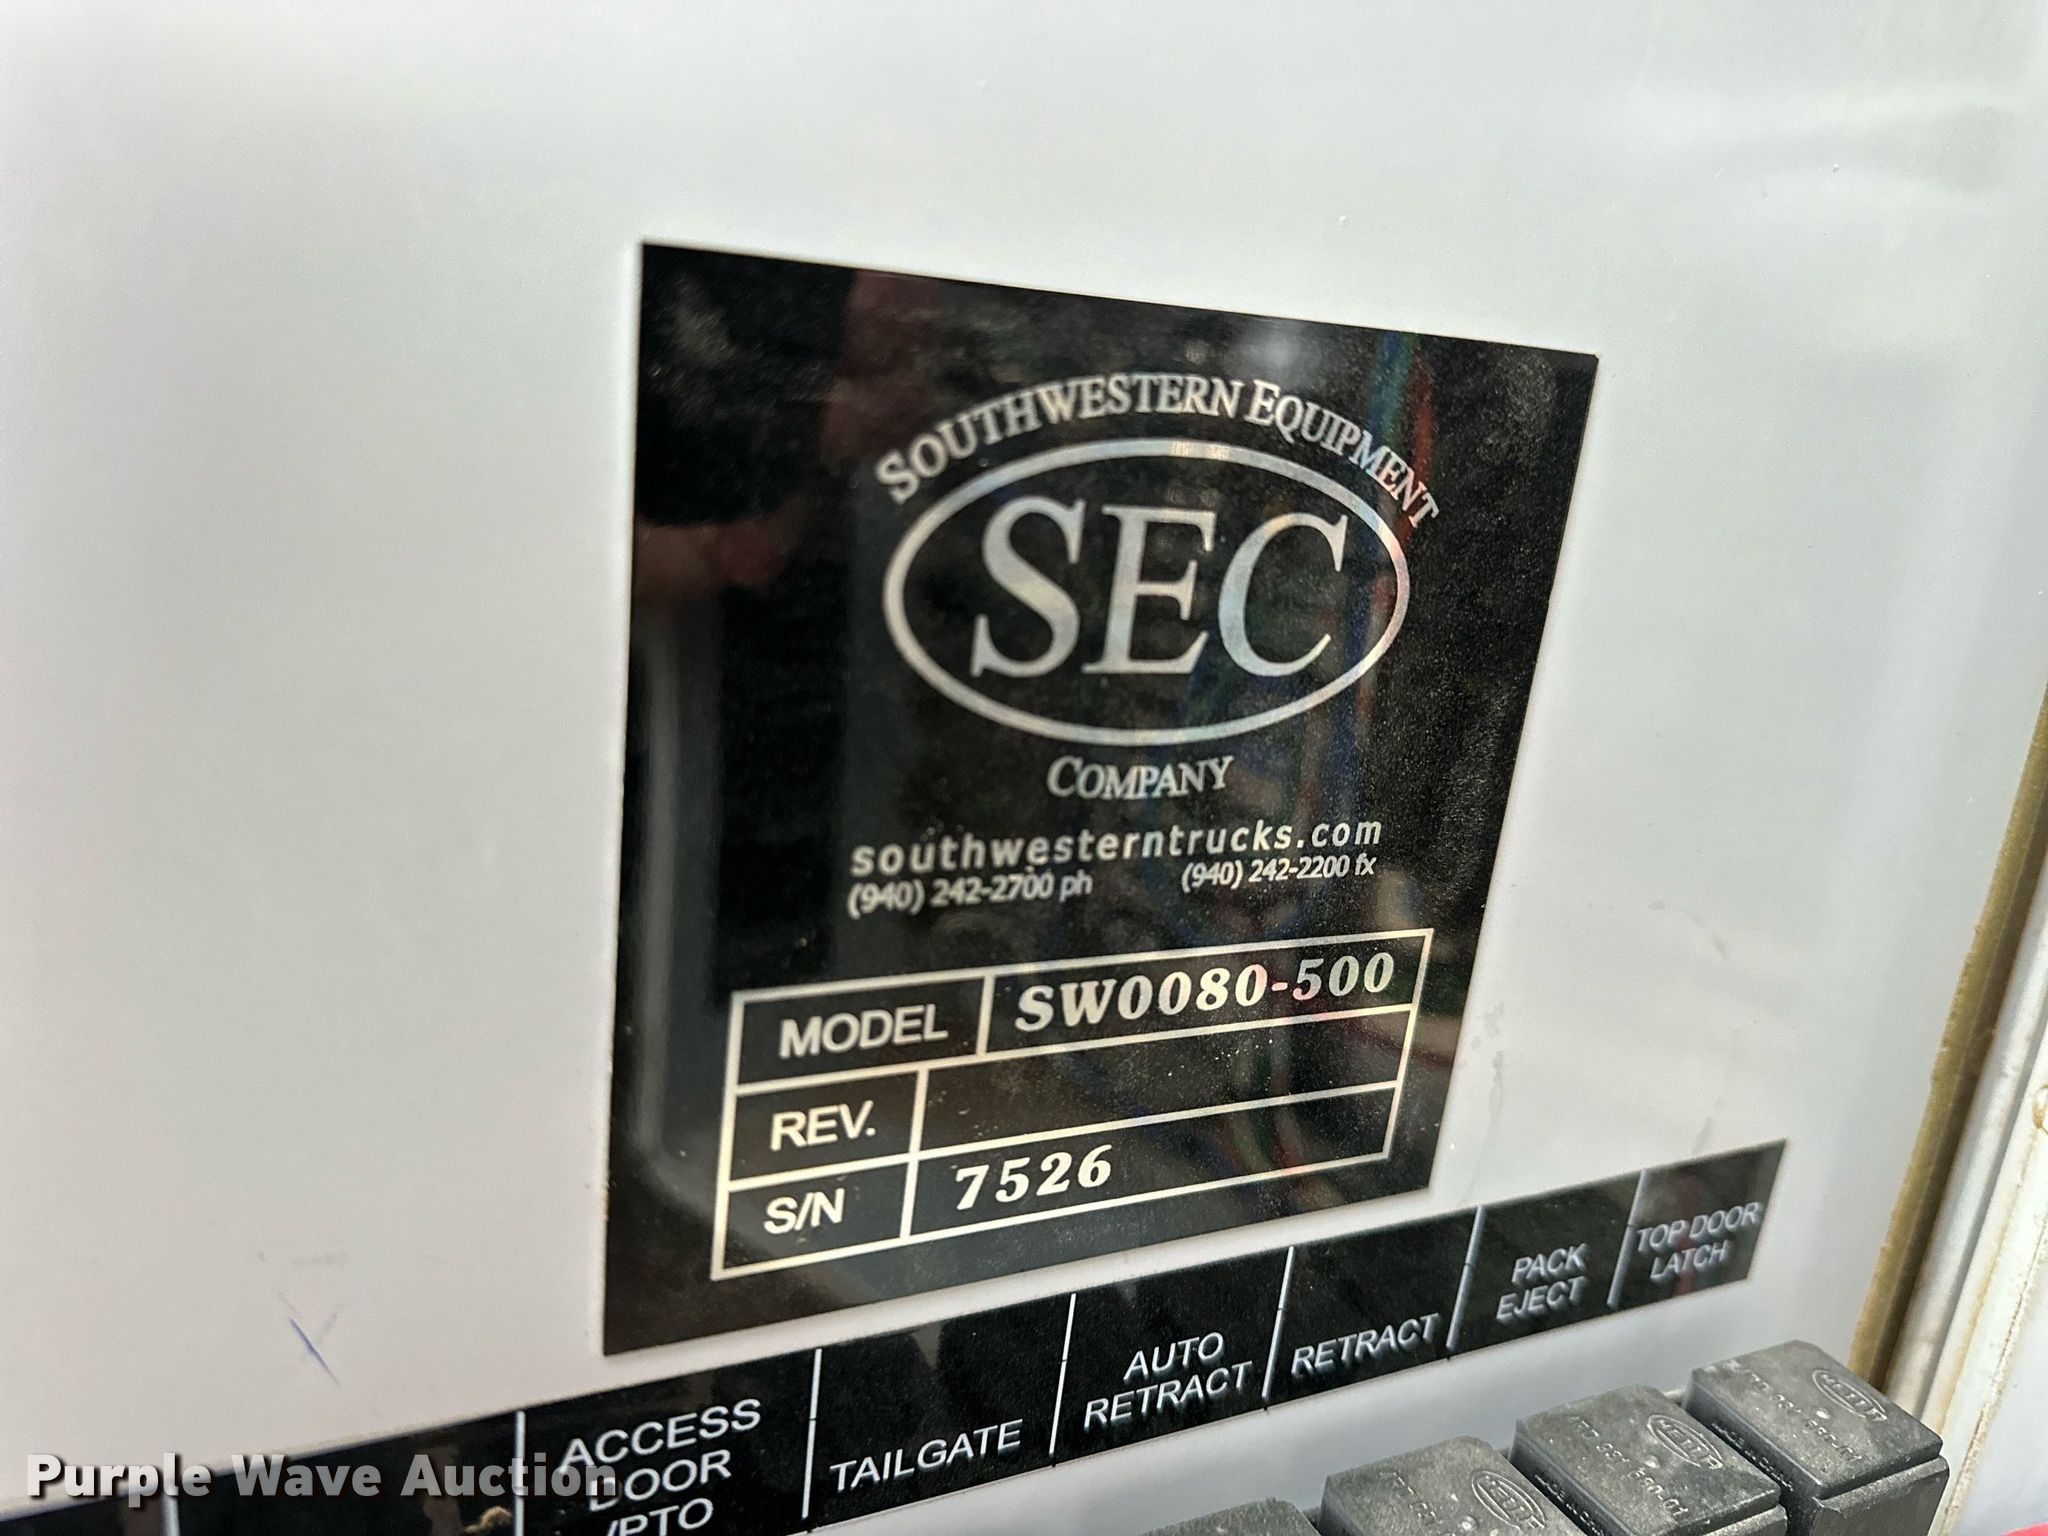 SOUTHWESTERN EQUIPMENT
SEC
COMPANY
southwesterntrucks.com
(940) 242-2700 ph (940) 242-2200 fx
MODEL SW0080-500
REV.
S/N 7526
ACCESS DOOR /PTO
TAILGATE
AUTO RETRACT
RETRACT
PACK EJECT
TOP DOOR LATCH
Purple Wave Auction